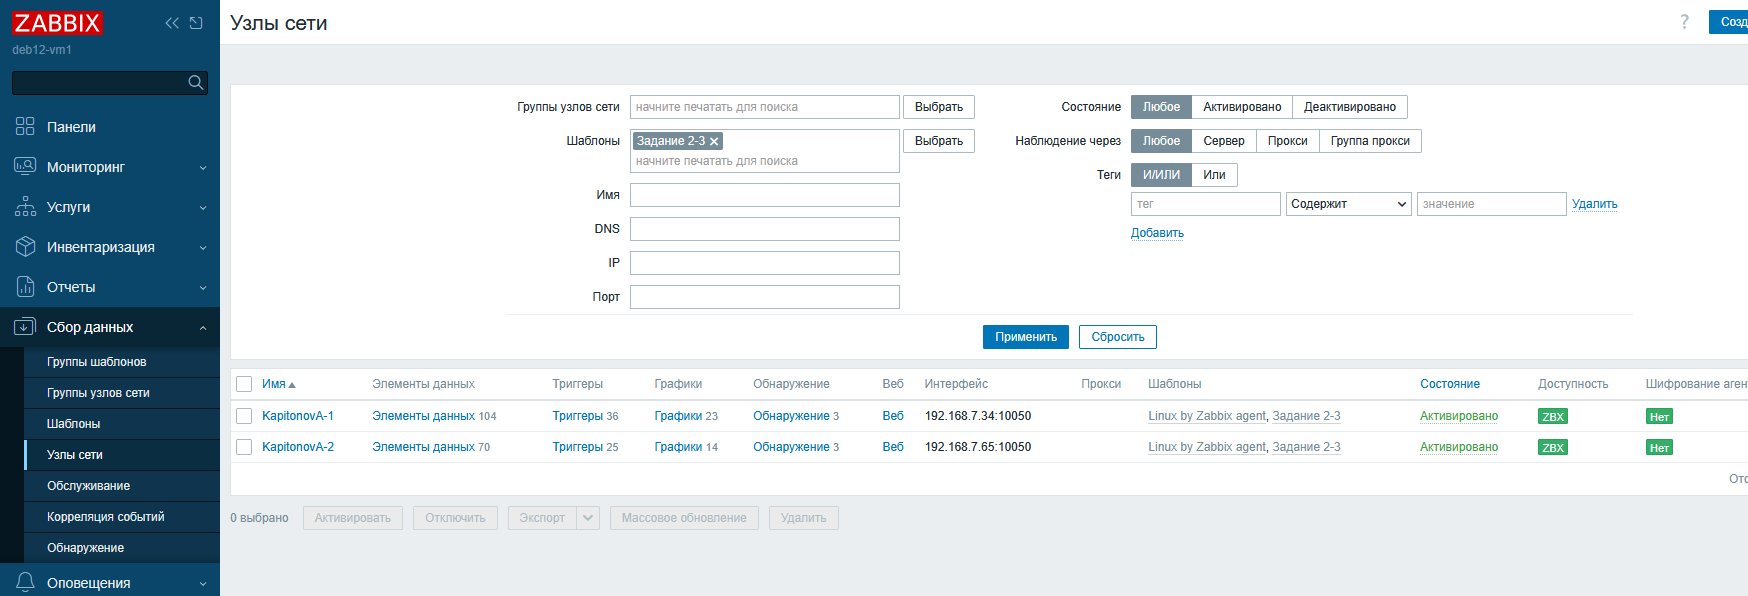 ZABBIX
deb12-vm1
Панели
Мониторинг
Услуги
Инвентаризация
Отчеты
Сбор данных
Группы шаблонов
Группы узлов сети
Шаблоны
Узлы сети
Обслуживание
Корреляция событий
Обнаружение
Оповещения
Узлы сети
?
Созд
Группы узлов сети начните печатать для поиска Выбрать
Шаблоны Задание 2-3 Выбрать
начните печатать для поиска
Имя
DNS
IP
Порт
Состояние Любое Активировано Деактивировано
Наблюдение через Любое Сервер Прокси Группа прокси
Теги И/ИЛИ Или
тег Содержит значение Удалить
Добавить
Применить Сбросить
Имя Элементы данных Триггеры Графики Обнаружение Веб Интерфейс Прокси Шаблоны Состояние Доступность Шифрование аген
KapitonovA-1 Элементы данных 104 Триггеры 36 Графики 23 Обнаружение 3 Веб 192.168.7.34:10050 Linux by Zabbix agent, Задание 2-3 Активировано ZBX Нет
KapitonovA-2 Элементы данных 70 Триггеры 25 Графики 14 Обнаружение 3 Веб 192.168.7.65:10050 Linux by Zabbix agent, Задание 2-3 Активировано ZBX Нет
0 выбрано Активировать Отключить Экспорт Массовое обновление Удалить